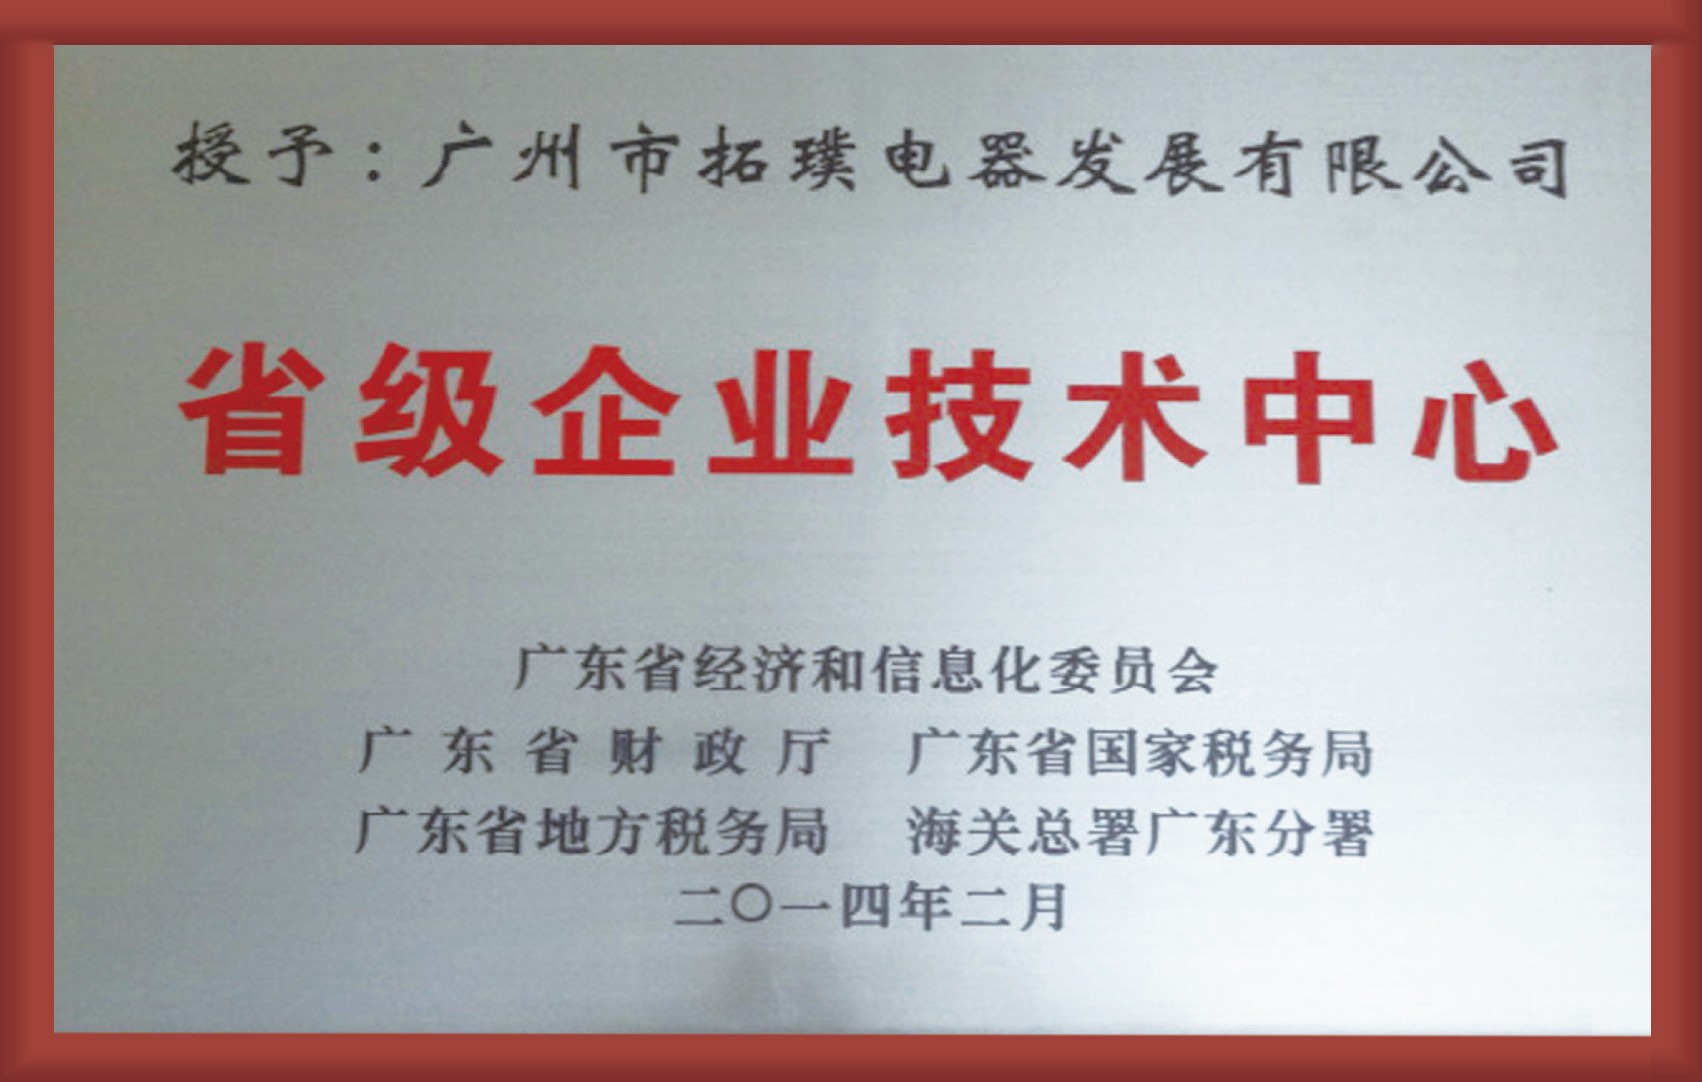 授予：广州市拓璞电器发展有限公司
省级企业技术中心
广东省经济和信息化委员会
广东省财政厅 广东省国家税务局
广东省地方税务局 海关总署广东分署
二〇一四年二月